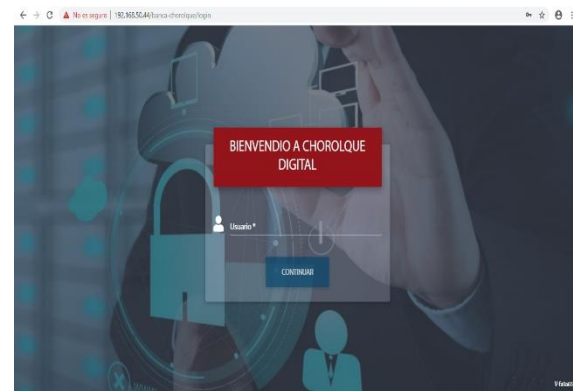 No es seguro | 192.168.50.44/banca-chorolque/login
BIENVENDIO A CHOROLQUE
DIGITAL
Usuario *
CONTINUAR